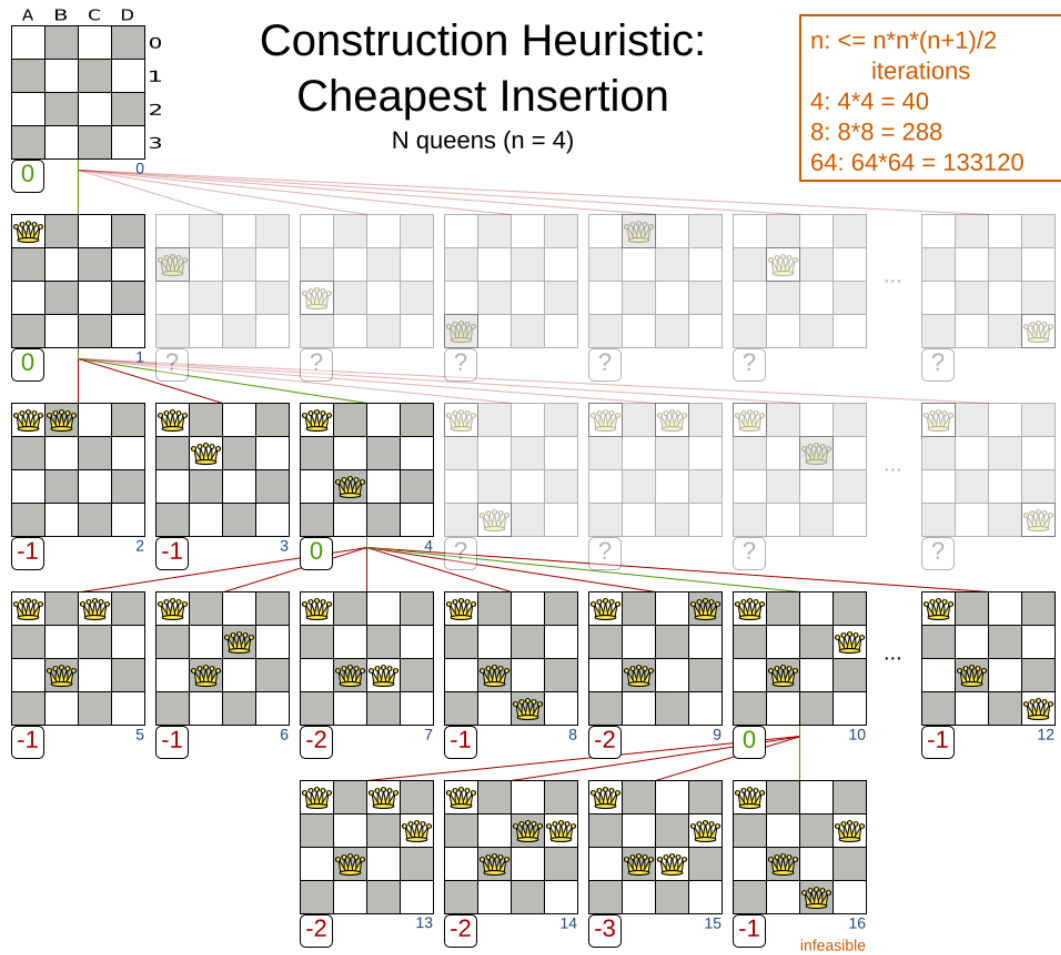 A B C D
0
1
2
3
Construction Heuristic:
Cheapest Insertion
N queens (n = 4)
n: <= n*n*(n+1)/2
iterations
4: 4*4 = 40
8: 8*8 = 288
64: 64*64 = 133120
0 0
...
0 1 ? ? ? ? ? ?
...
-1 2 -1 3 0 4 ? ? ? ?
...
-1 5 -1 6 -2 7 -1 8 -2 9 0 10 -1 12
-2 13 -2 14 -3 15 -1 16
infeasible